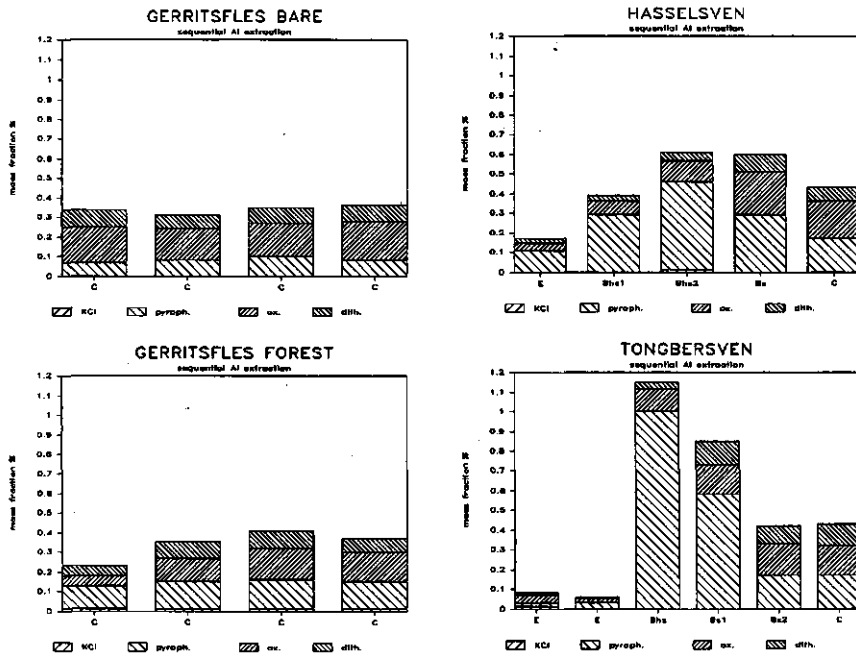 GERRITSFLES BARE
sequential Al extraction
mass fraction %
1.2
1.1
1
0.9
0.8
0.7
0.6
0.5
0.4
0.3
0.2
0.1
0
C C C C
KCl pyroph. ox. dith.
HASSELSVEN
sequential Al extraction
mass fraction %
1.2
1.1
1
0.9
0.8
0.7
0.6
0.5
0.4
0.3
0.2
0.1
0
E Bhs1 Bhs2 Bs C
KCl pyroph. ox. dith.
GERRITSFLES FOREST
sequential Al extraction
mass fraction %
1.2
1.1
1
0.9
0.8
0.7
0.6
0.5
0.4
0.3
0.2
0.1
0
C C C C
KCl pyroph. ox. dith.
TONGBERSVEN
sequential Al extraction
mass fraction %
1.2
1.1
1
0.9
0.8
0.7
0.6
0.5
0.4
0.3
0.2
0.1
0
E E Bhs Bs1 Bs2 C
KCl pyroph. ox. dith.